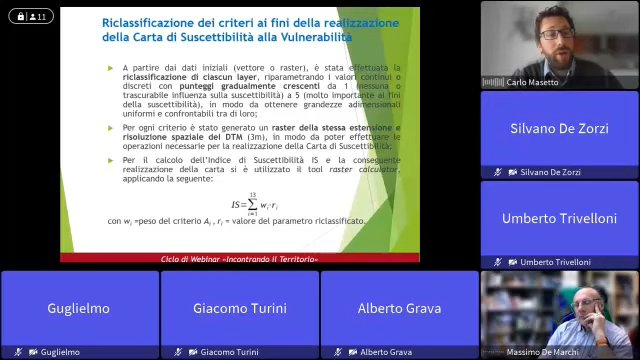 11
Riclassificazione dei criteri ai fini della realizzazione
della Carta di Suscettibilità alla Vulnerabilità
A partire dai dati iniziali (vettore o raster), è stata effettuata la
riclassificazione di ciascun layer, riparametrando i valori continui o
discreti con punteggi gradualmente crescenti da 1 (nessuna o
trascurabile influenza sulla suscettibilità) a 5 (molto importante ai fini
della suscettibilità), in modo da ottenere grandezze adimensionali
uniformi e confrontabili tra di loro;
Per ogni criterio è stato generato un raster della stessa estensione e
risoluzione spaziale del DTM (3m), in modo da poter effettuare le
operazioni necessarie per la realizzazione della Carta di Suscettibilità;
Per il calcolo dell'Indice di Suscettibilità IS e la conseguente
realizzazione della carta si è utilizzato il tool raster calculator,
applicando la seguente:
IS=∑ i=1 13 wi·ri
con wi =peso del criterio Ai , ri = valore del parametro riclassificato.
Ciclo di Webinar «Incontrando il Territorio»
Carlo Masetto
Silvano De Zorzi
Silvano De Zorzi
Umberto Trivelloni
Umberto Trivelloni
Guglielmo
Guglielmo
Giacomo Turini
Giacomo Turini
Alberto Grava
Alberto Grava
Massimo De Marchi